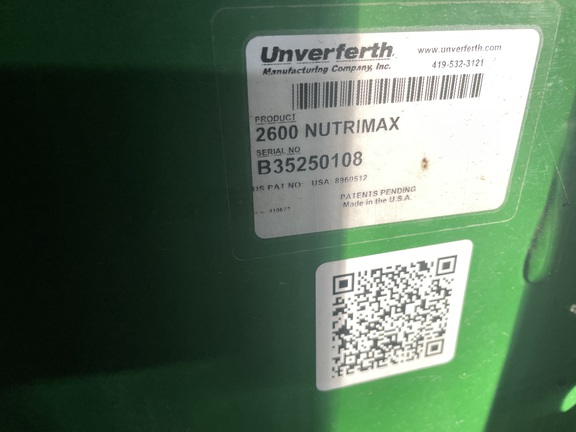 Unverferth
www.unverferth.com
Manufacturing Company, Inc.
419-532-3121
PRODUCT
2600 NUTRIMAX
SERIAL NO
B35250108
US PAT NO: USA: 8960512
PATENTS PENDING
Made in the U.S.A.